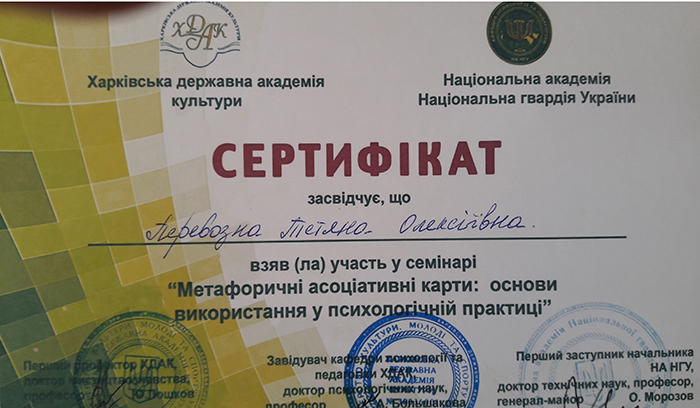 ХДАК
Харківська державна академія
культури
Національна академія
Національна гвардія України
СЕРТИФІКАТ
засвідчує, що
Перевозна Тетяна Олексіївна.
взяв (ла) участь у семінарі
“Метафоричні асоціативні карти: основи
використання у психологічній практиці”
Перший проректор ХДАК,
доктор мистецтвознавства,
професор Ю. Лошков
Завідувач кафедри психології та
педагогіки ХДАК,
доктор психологічних наук,
професор А. Большакова
Перший заступник начальника
НА НГУ,
доктор технічних наук, професор,
генерал-майор О. Морозов